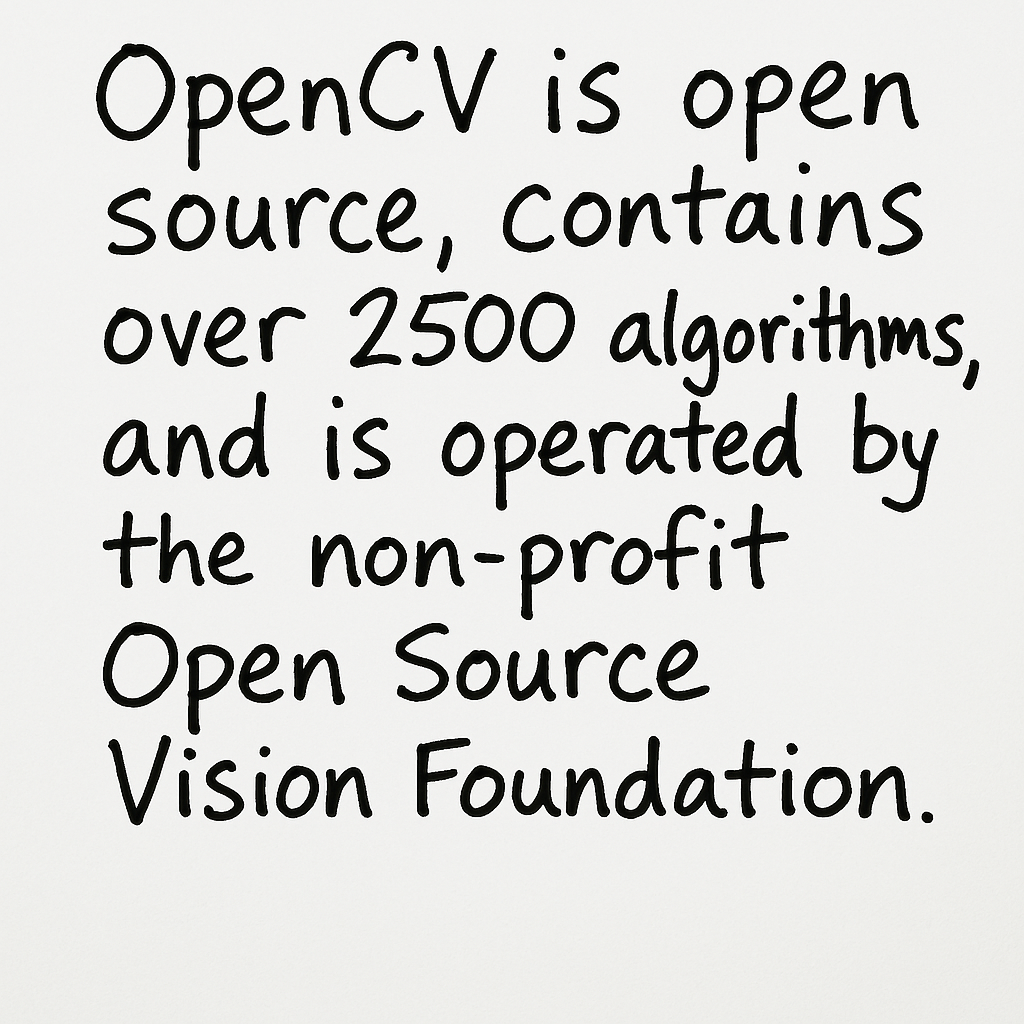 OpenCV is open
source, contains
over 2500 algorithms,
and is operated by
the non-profit
Open Source
Vision Foundation.